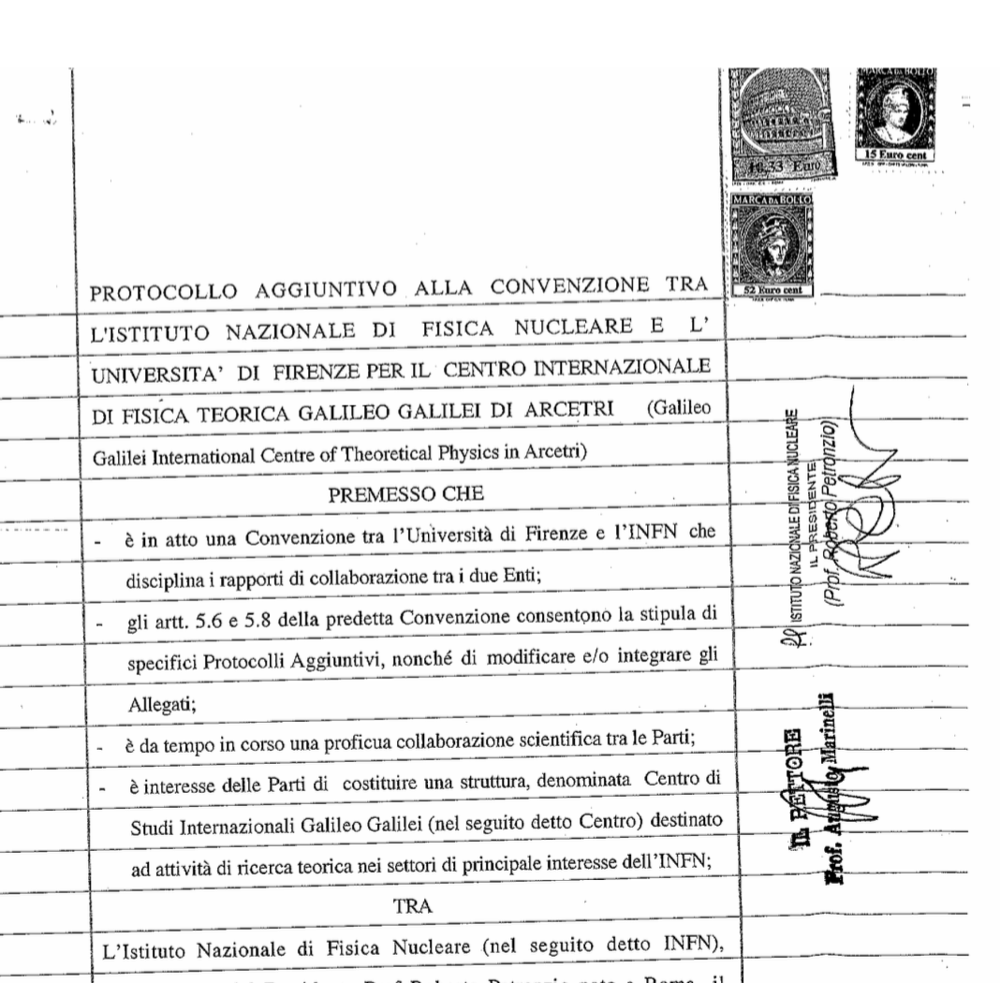 MARCA DA BOLLO
15 Euro cent
10,33 Euro
MARCA DA BOLLO
52 Euro cent
PROTOCOLLO AGGIUNTIVO ALLA CONVENZIONE TRA
L'ISTITUTO NAZIONALE DI FISICA NUCLEARE E L'
UNIVERSITA' DI FIRENZE PER IL CENTRO INTERNAZIONALE
DI FISICA TEORICA GALILEO GALILEI DI ARCETRI (Galileo
Galilei International Centre of Theoretical Physics in Arcetri)
PREMESSO CHE
- è in atto una Convenzione tra l'Università di Firenze e l'INFN che
disciplina i rapporti di collaborazione tra i due Enti;
- gli artt. 5.6 e 5.8 della predetta Convenzione consentono la stipula di
specifici Protocolli Aggiuntivi, nonché di modificare e/o integrare gli
Allegati;
- è da tempo in corso una proficua collaborazione scientifica tra le Parti;
- è interesse delle Parti di costituire una struttura, denominata Centro di
Studi Internazionali Galileo Galilei (nel seguito detto Centro) destinato
ad attività di ricerca teorica nei settori di principale interesse dell'INFN;
TRA
L'Istituto Nazionale di Fisica Nucleare (nel seguito detto INFN),
ISTITUTO NAZIONALE DI FISICA NUCLEARE
IL PRESIDENTE
(Prof. Roberto Petronzio)
IL RETTORE
Prof. Augusto Marinelli